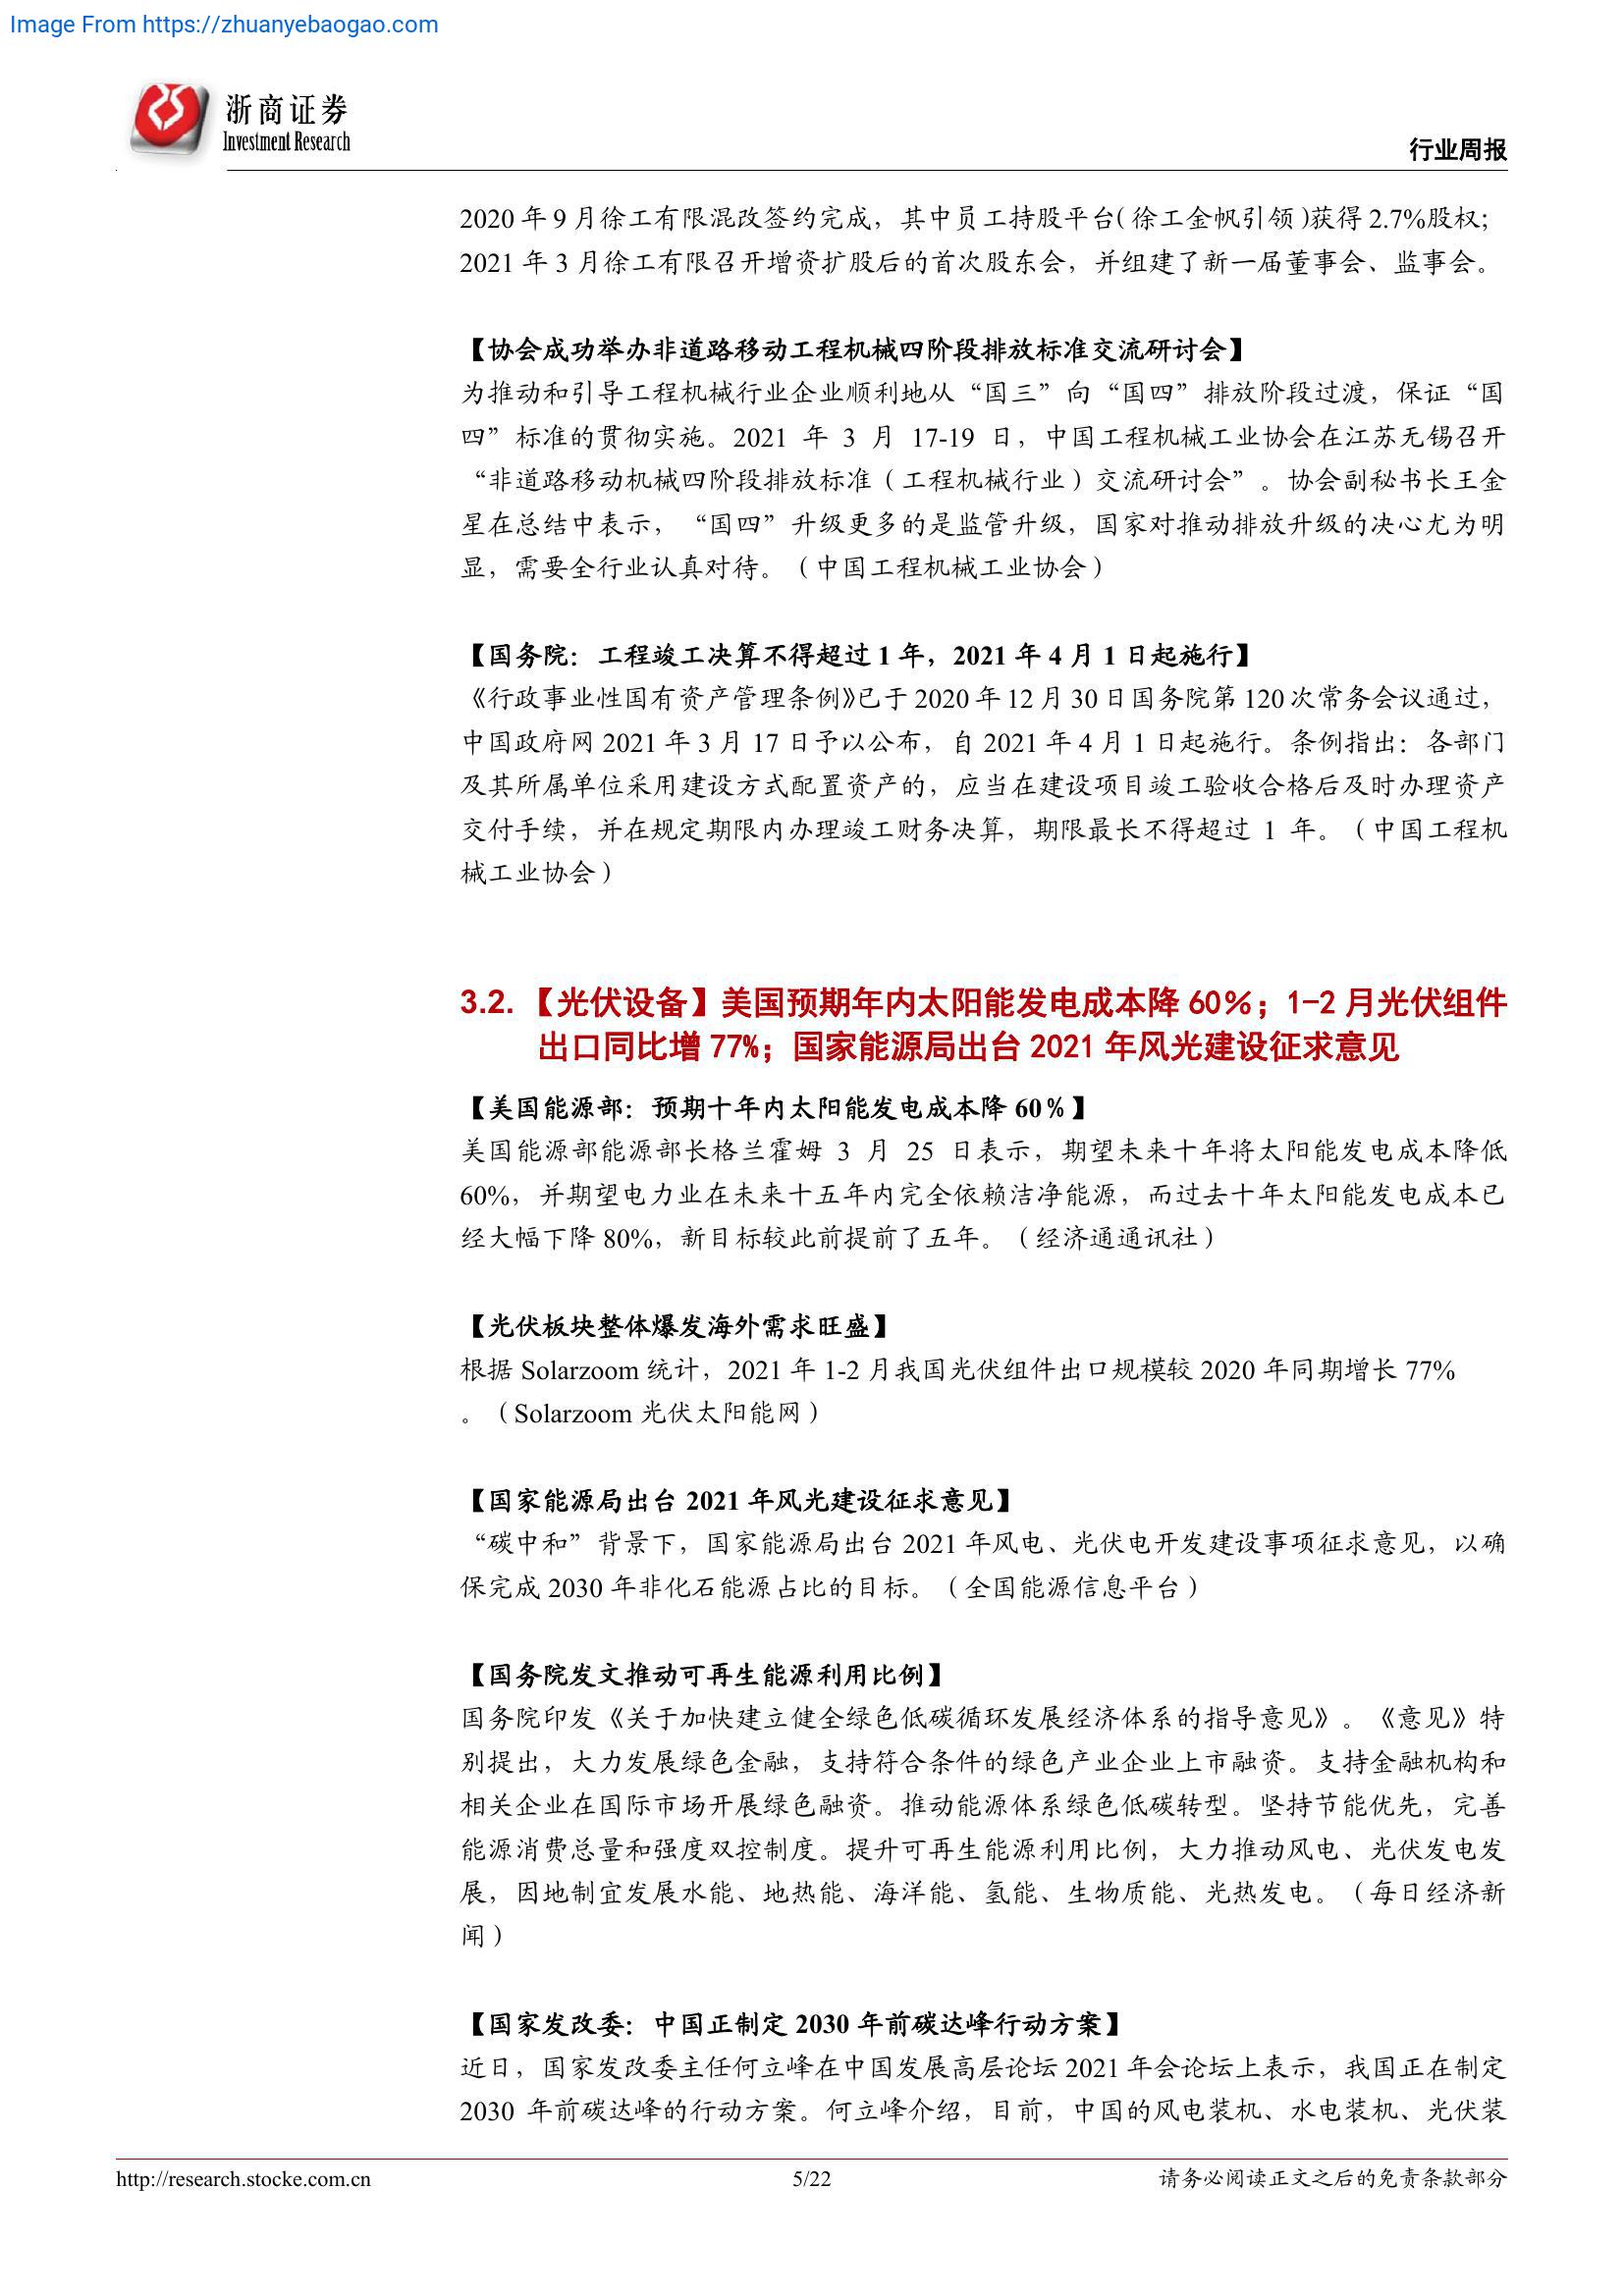 Image From https://zhuanyebaogao.com
浙商证券
Investment Research
行业周报
2020 年 9 月徐工有限混改签约完成，其中员工持股平台（徐工金帆引领）获得 2.7%股权；
2021 年 3 月徐工有限召开增资扩股后的首次股东会，并组建了新一届董事会、监事会。
【协会成功举办非道路移动工程机械四阶段排放标准交流研讨会】
为推动和引导工程机械行业企业顺利地从“国三”向“国四”排放阶段过渡，保证“国
四”标准的贯彻实施。2021 年 3 月 17-19 日，中国工程机械工业协会在江苏无锡召开
“非道路移动机械四阶段排放标准（工程机械行业）交流研讨会”。协会副秘书长王金
星在总结中表示，“国四”升级更多的是监管升级，国家对推动排放升级的决心尤为明
显，需要全行业认真对待。（中国工程机械工业协会）
【国务院：工程竣工决算不得超过 1 年，2021 年 4 月 1 日起施行】
《行政事业性国有资产管理条例》已于 2020 年 12 月 30 日国务院第 120 次常务会议通过，
中国政府网 2021 年 3 月 17 日予以公布，自 2021 年 4 月 1 日起施行。条例指出：各部门
及其所属单位采用建设方式配置资产的，应当在建设项目竣工验收合格后及时办理资产
交付手续，并在规定期限内办理竣工财务决算，期限最长不得超过 1 年。（中国工程机
械工业协会）
3.2. 【光伏设备】美国预期年内太阳能发电成本降 60%；1-2 月光伏组件
出口同比增 77%；国家能源局出台 2021 年风光建设征求意见
【美国能源部：预期十年内太阳能发电成本降 60％】
美国能源部能源部长格兰霍姆 3 月 25 日表示，期望未来十年将太阳能发电成本降低
60%，并期望电力业在未来十五年内完全依赖洁净能源，而过去十年太阳能发电成本已
经大幅下降 80%，新目标较此前提前了五年。（经济通通讯社）
【光伏板块整体爆发海外需求旺盛】
根据 Solarzoom 统计，2021 年 1-2 月我国光伏组件出口规模较 2020 年同期增长 77%
。（Solarzoom 光伏太阳能网）
【国家能源局出台 2021 年风光建设征求意见】
“碳中和”背景下，国家能源局出台 2021 年风电、光伏电开发建设事项征求意见，以确
保完成 2030 年非化石能源占比的目标。（全国能源信息平台）
【国务院发文推动可再生能源利用比例】
国务院印发《关于加快建立健全绿色低碳循环发展经济体系的指导意见》。《意见》特
别提出，大力发展绿色金融，支持符合条件的绿色产业企业上市融资。支持金融机构和
相关企业在国际市场开展绿色融资。推动能源体系绿色低碳转型。坚持节能优先，完善
能源消费总量和强度双控制度。提升可再生能源利用比例，大力推动风电、光伏发电发
展，因地制宜发展水能、地热能、海洋能、氢能、生物质能、光热发电。（每日经济新
闻）
【国家发改委：中国正制定 2030 年前碳达峰行动方案】
近日，国家发改委主任何立峰在中国发展高层论坛 2021 年会论坛上表示，我国正在制定
2030 年前碳达峰的行动方案。何立峰介绍，目前，中国的风电装机、水电装机、光伏装
http://research.stocke.com.cn
5/22
请务必阅读正文之后的免责条款部分